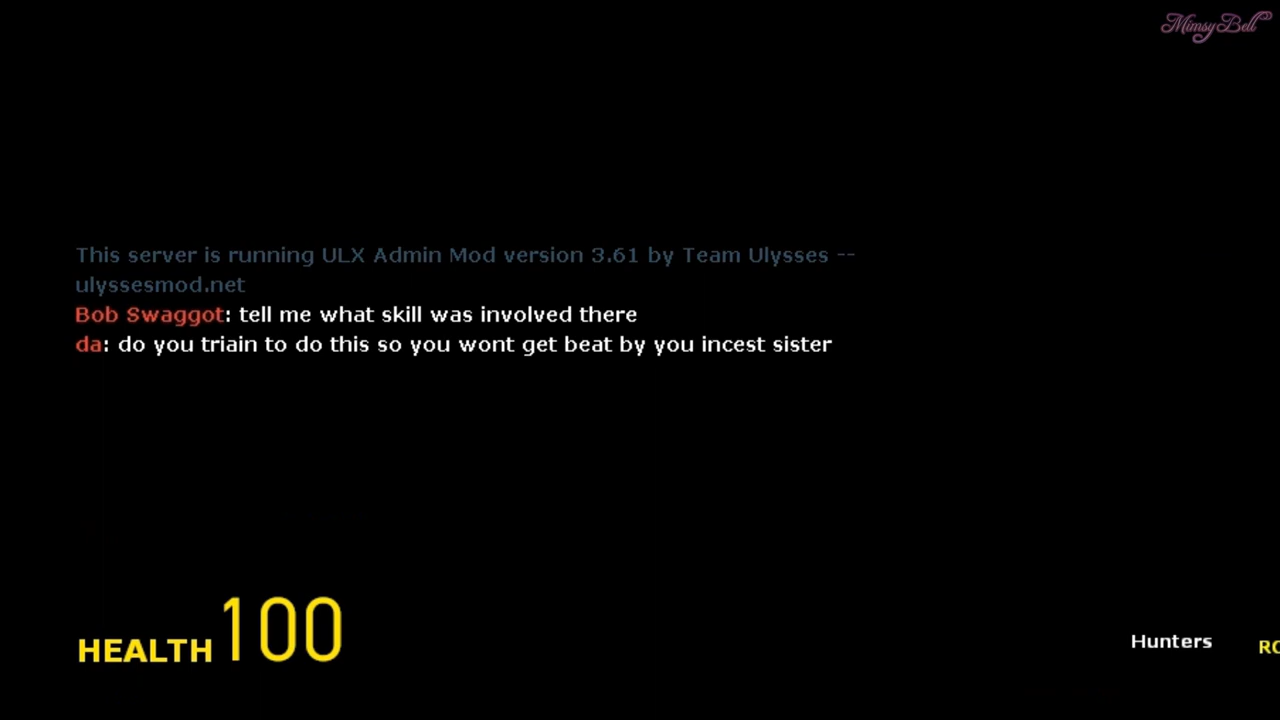 MimsyBell
This server is running ULX Admin Mod version 3.61 by Team Ulysses --
ulyssesmod.net
Bob Swaggot: tell me what skill was involved there
da: do you triain to do this so you wont get beat by you incest sister
HEALTH 100
Hunters